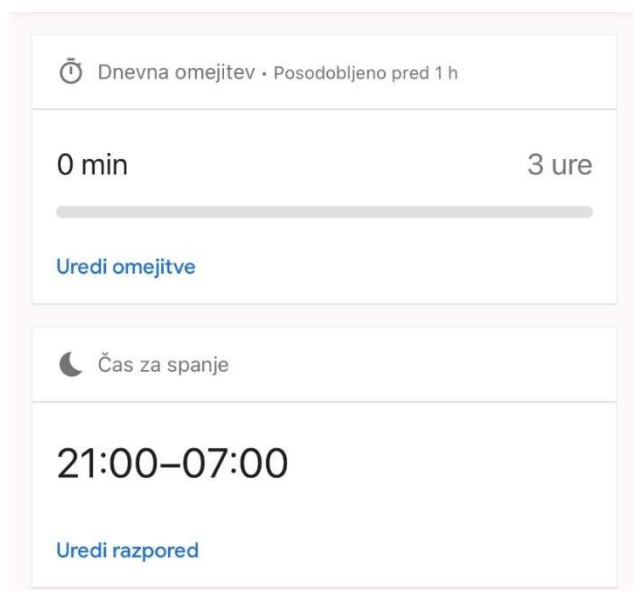 Dnevna omejitev • Posodobljeno pred 1 h
0 min 3 ure
Uredi omejitve
Čas za spanje
21:00–07:00
Uredi razpored